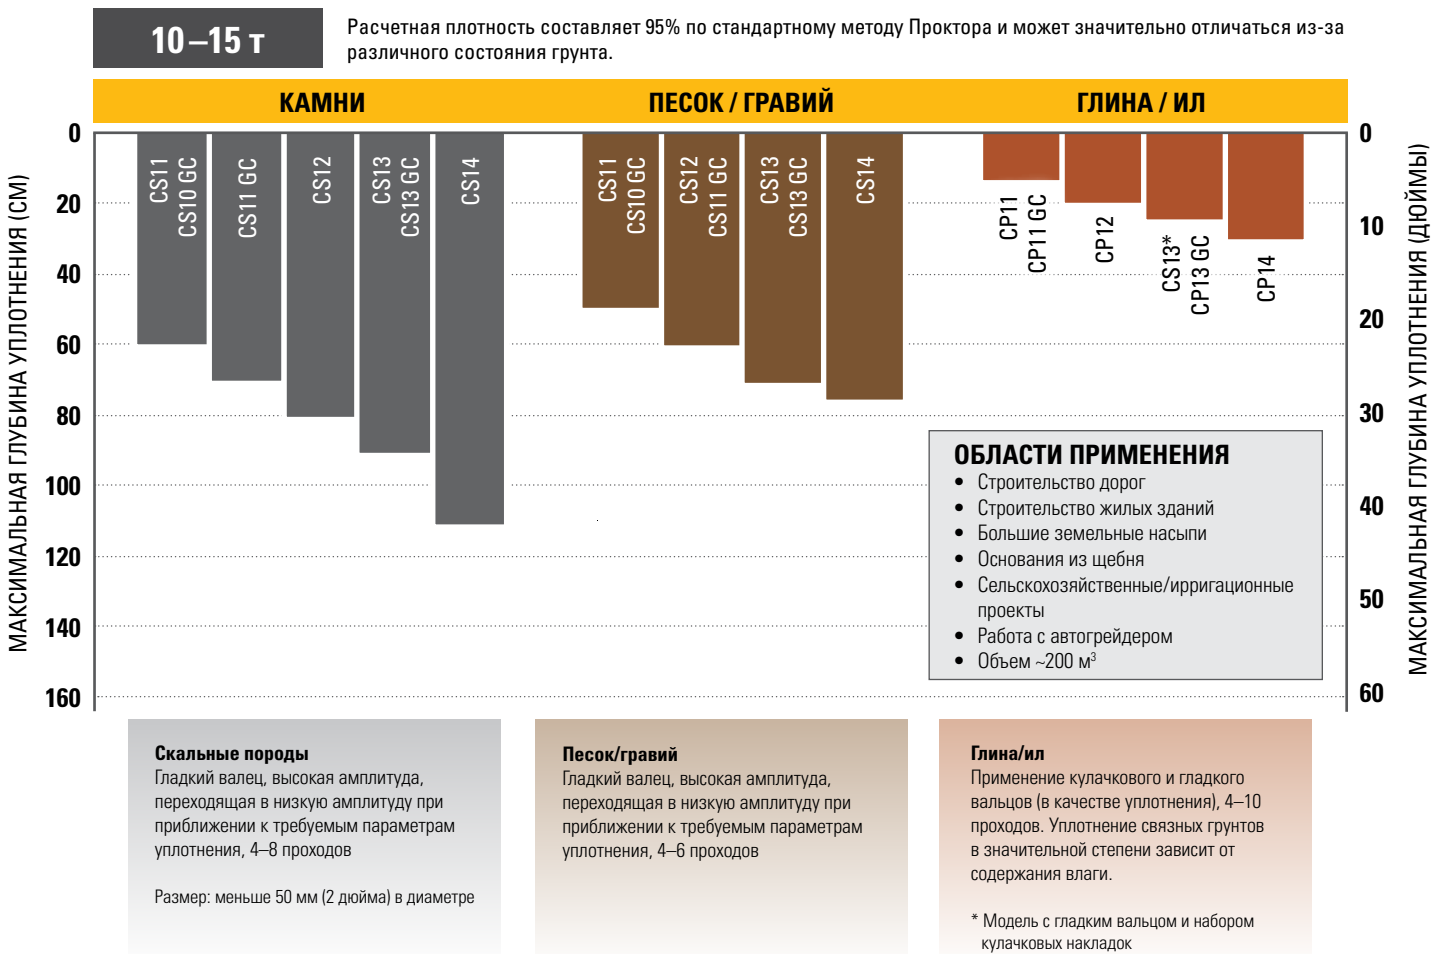 10–15 т
Расчетная плотность составляет 95% по стандартному методу Проктора и может значительно отличаться из-за
различного состояния грунта.
КАМНИ
ПЕСОК / ГРАВИЙ
ГЛИНА / ИЛ
МАКСИМАЛЬНАЯ ГЛУБИНА УПЛОТНЕНИЯ (СМ)
0
20
40
60
80
100
120
140
160
CS11
CS10 GC
CS11 GC
CS12
CS13
CS13 GC
CS14
CS11
CS10 GC
CS12
CS11 GC
CS13
CS13 GC
CS14
CP11
CP11 GC
CP12
CS13*
CP13 GC
CP14
0
10
20
30
40
50
60
МАКСИМАЛЬНАЯ ГЛУБИНА УПЛОТНЕНИЯ (ДЮЙМЫ)
ОБЛАСТИ ПРИМЕНЕНИЯ
• Строительство дорог
• Строительство жилых зданий
• Большие земельные насыпи
• Основания из щебня
• Сельскохозяйственные/ирригационные
проекты
• Работа с автогрейдером
• Объем ~200 м³
Скальные породы
Гладкий валец, высокая амплитуда,
переходящая в низкую амплитуду при
приближении к требуемым параметрам
уплотнения, 4–8 проходов
Размер: меньше 50 мм (2 дюйма) в диаметре
Песок/гравий
Гладкий валец, высокая амплитуда,
переходящая в низкую амплитуду при
приближении к требуемым параметрам
уплотнения, 4–6 проходов
Глина/ил
Применение кулачкового и гладкого
вальцов (в качестве уплотнения), 4–10
проходов. Уплотнение связных грунтов
в значительной степени зависит от
содержания влаги.
* Модель с гладким вальцом и набором
кулачковых накладок